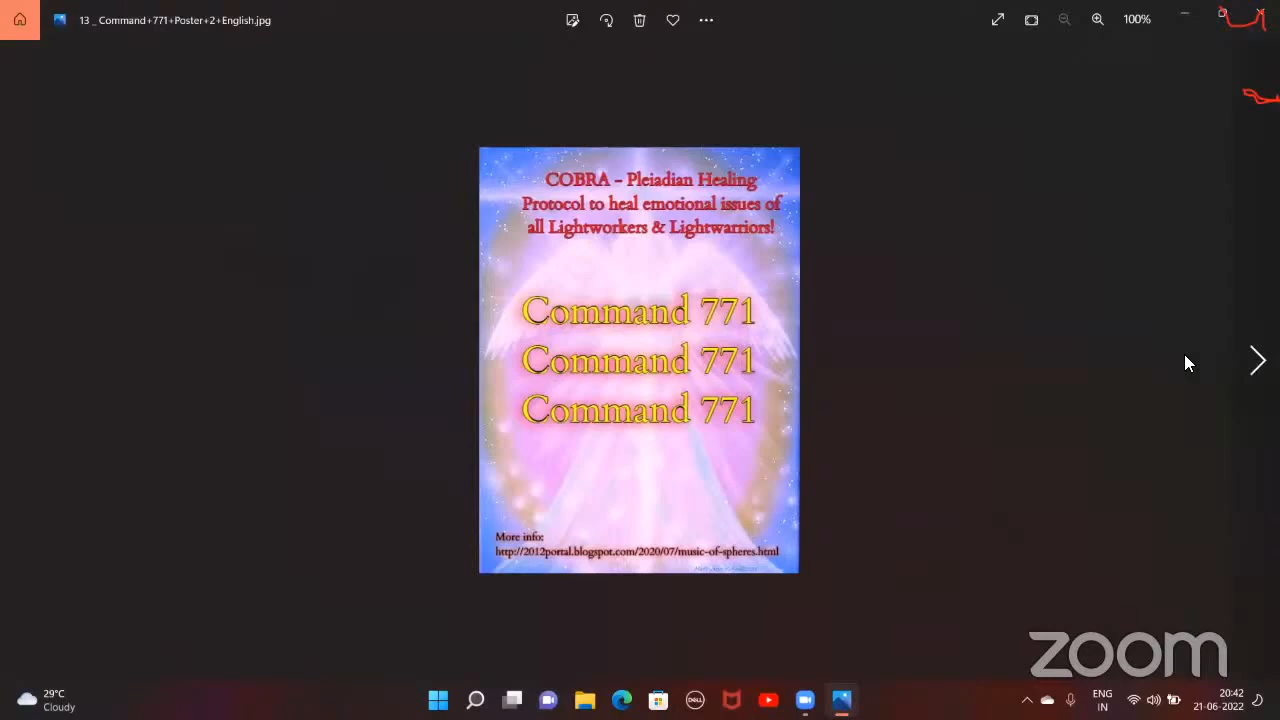 13 _ Command+771+Poster+2+English.jpg
100%
COBRA - Pleiadian Healing
Protocol to heal emotional issues of
all Lightworkers & Lightwarriors!
Command 771
Command 771
Command 771
More info:
http://2012portal.blogspot.com/2020/07/music-of-spheres.html
zoom
29°C
Cloudy
DELL
ENG
IN
20:42
21-06-2022